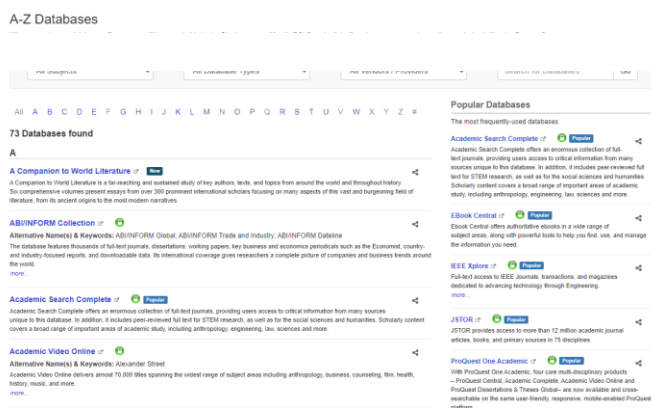 A-Z Databases
All Subjects
All Database Types
All Vendors / Providers
Search for Databases
Go
All A B C D E F G H I J K L M N O P Q R S T U V W X Y Z #
73 Databases found
A
A Companion to World Literature New
A Companion to World Literature is a far-reaching and sustained study of key authors, texts, and topics from around the world and throughout history.
Six comprehensive volumes present essays from over 300 prominent international scholars focusing on many aspects of this vast and burgeoning field of
literature, from its ancient origins to the most modern narratives.
ABI/INFORM Collection
Alternative Name(s) & Keywords: ABI/INFORM Global; ABI/INFORM Trade and Industry; ABI/INFORM Dateline
The database features thousands of full-text journals, dissertations, working papers, key business and economics periodicals such as the Economist, country-
and industry-focused reports, and downloadable data. Its international coverage gives researchers a complete picture of companies and business trends around
the world.
more...
Academic Search Complete Popular
Academic Search Complete offers an enormous collection of full-text journals, providing users access to critical information from many sources
unique to this database. In addition, it includes peer-reviewed full text for STEM research, as well as for the social sciences and humanities. Scholarly content
covers a broad range of important areas of academic study, including anthropology, engineering, law, sciences and more.
Academic Video Online
Alternative Name(s) & Keywords: Alexander Street
Academic Video Online delivers almost 70,000 titles spanning the widest range of subject areas including anthropology, business, counseling, film, health,
history, music, and more.
more...
Popular Databases
The most frequently-used databases
Academic Search Complete Popular
Academic Search Complete offers an enormous collection of full-
text journals, providing users access to critical information from many
sources unique to this database. In addition, it includes peer-reviewed full
text for STEM research, as well as for the social sciences and humanities.
Scholarly content covers a broad range of important areas of academic
study, including anthropology, engineering, law, sciences and more.
EBook Central Popular
Ebook Central offers authoritative ebooks in a wide range of
subject areas, along with powerful tools to help you find, use, and manage
the information you need.
IEEE Xplore Popular
Full-text access to IEEE Journals, transactions, and magazines
dedicated to advancing technology through Engineering.
more...
JSTOR Popular
JSTOR provides access to more than 12 million academic journal
articles, books, and primary sources in 75 disciplines.
ProQuest One Academic Popular
With ProQuest One Academic, four core multi-disciplinary products
– ProQuest Central, Academic Complete, Academic Video Online and
ProQuest Dissertations & Theses Global– are now available and cross-
searchable on the same user-friendly, responsive, mobile-enabled ProQuest
platform.